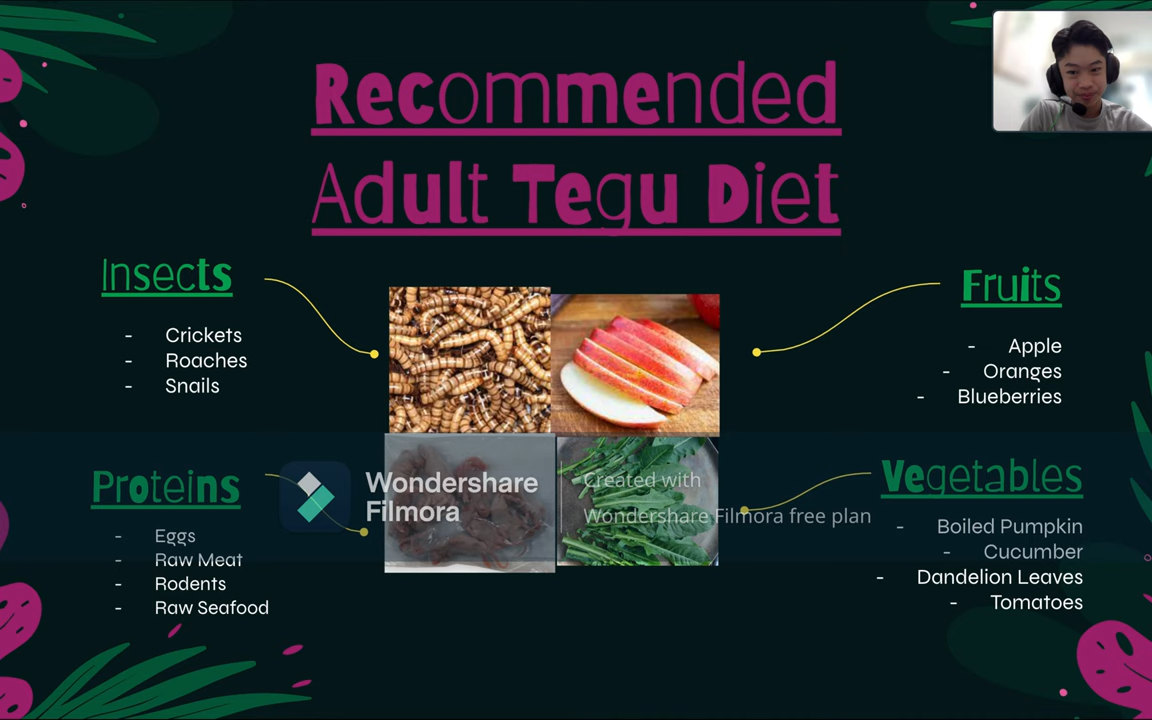 Recommended
Adult Tegu Diet
Insects
- Crickets
- Roaches
- Snails
Fruits
- Apple
- Oranges
- Blueberries
Proteins
- Eggs
- Raw Meat
- Rodents
- Raw Seafood
Vegetables
- Boiled Pumpkin
- Cucumber
- Dandelion Leaves
- Tomatoes
Wondershare
Filmora
Created with
Wondershare Filmora free plan